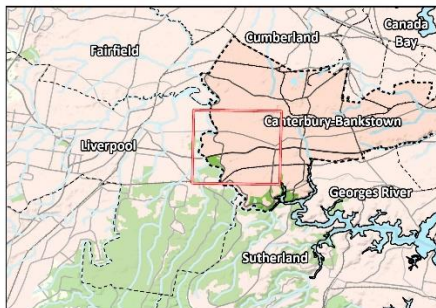 Canada
Bay
Cumberland
Fairfield
Canterbury-Bankstown
Liverpool
Georges River
Sutherland